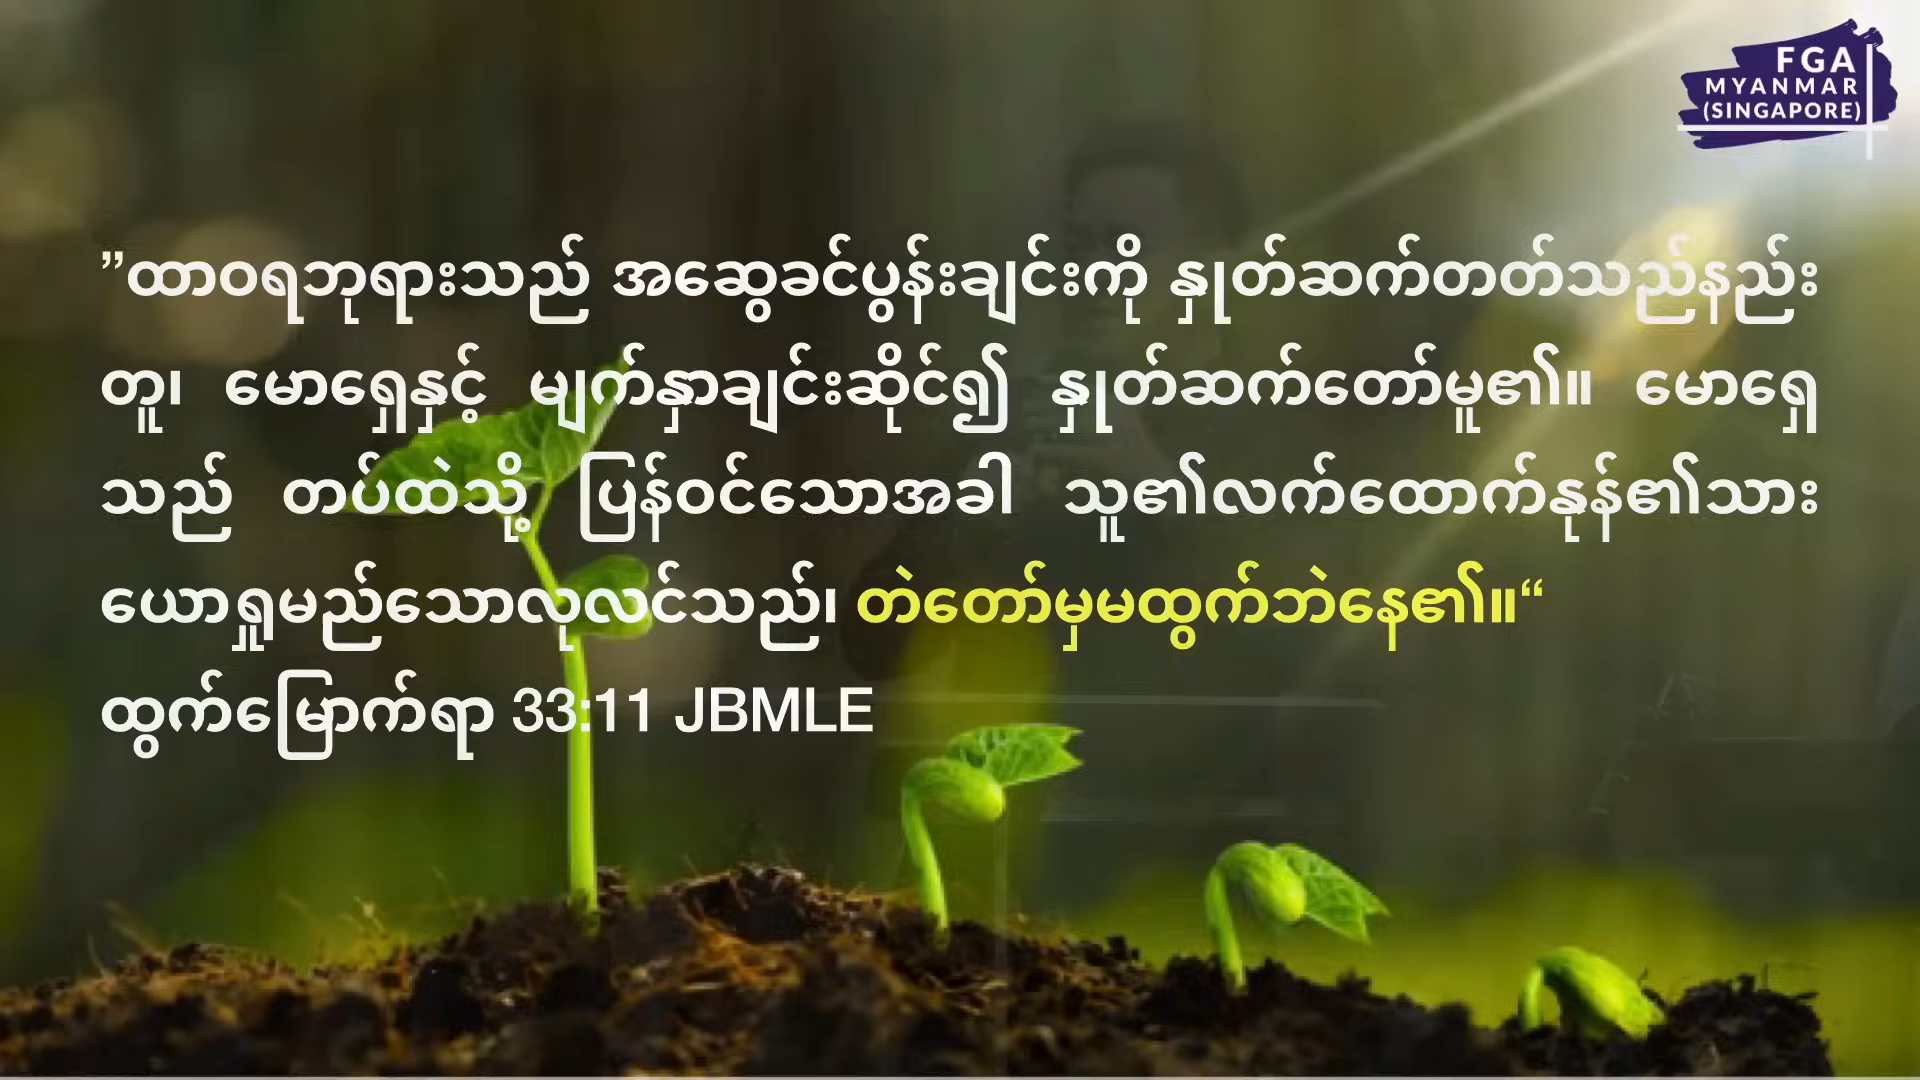 FGA
MYANMAR
(SINGAPORE)
”ထာဝရဘုရားသည် အဆွေခင်ပွန်းချင်းကို နှုတ်ဆက်တတ်သည်နည်း
တူ၊ မောရှေနှင့် မျက်နှာချင်းဆိုင်၍ နှုတ်ဆက်တော်မူ၏။ မောရှေ
သည် တပ်ထဲသို့ ပြန်ဝင်သောအခါ သူ၏လက်ထောက်နုန်၏သား
ယောရှုမည်သောလုလင်သည်၊ တဲတော်မှမထွက်ဘဲနေ၏။“
ထွက်မြောက်ရာ 33:11 JBMLE